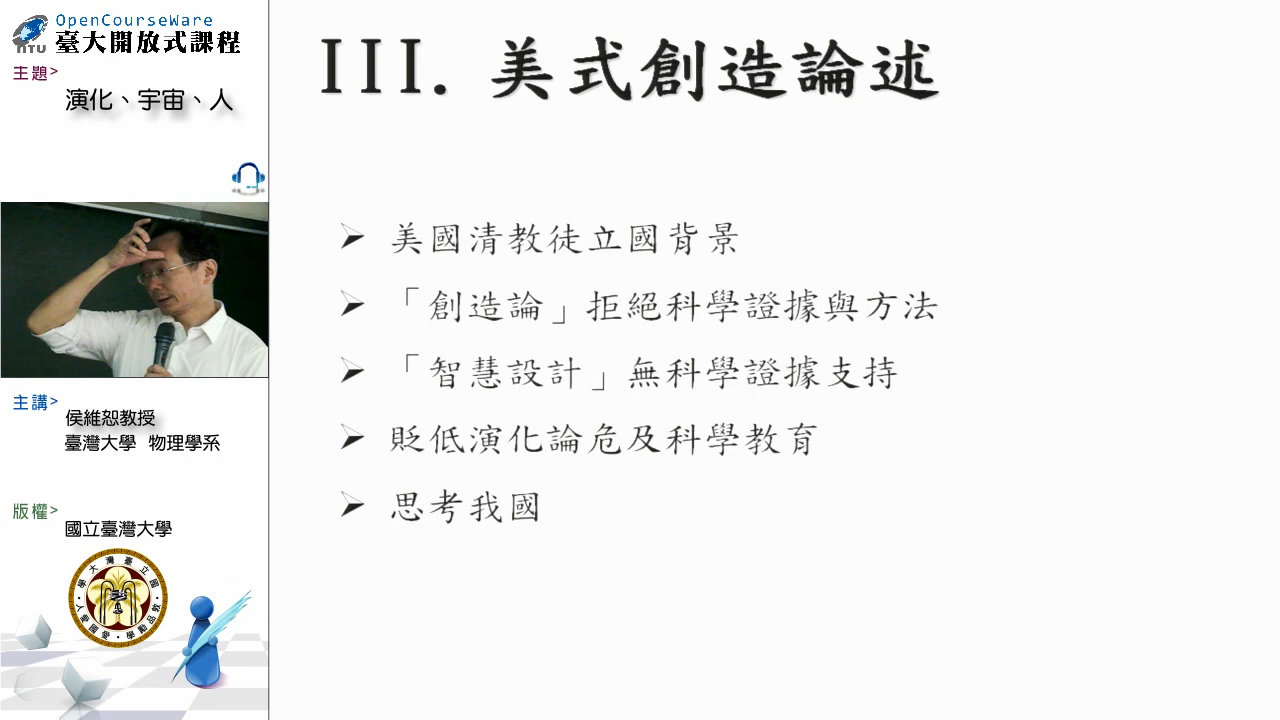 OpenCourseWare
臺大開放式課程
NTU
主題>
演化、宇宙、人
主講>
侯維恕教授
臺灣大學 物理學系
版權>
國立臺灣大學
III. 美式創造論述
➢ 美國清教徒立國背景
➢ 「創造論」拒絕科學證據與方法
➢ 「智慧設計」無科學證據支持
➢ 貶低演化論危及科學教育
➢ 思考我國